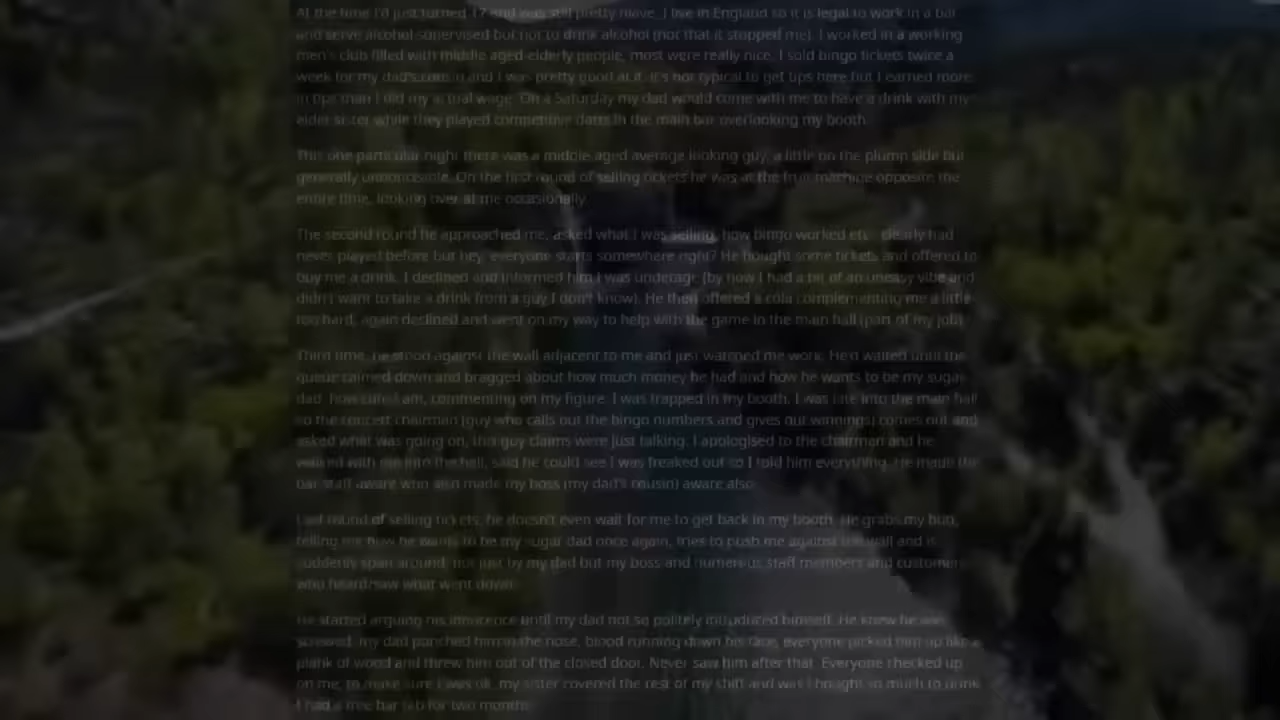 At the time I'd just turned 17 and was still pretty naive. I live in England so it is legal to work in a bar
and serve alcohol supervised but not to drink alcohol (not that it stopped me). I worked in a working
men's club filled with middle aged-elderly people, most were really nice. I sold bingo tickets twice a
week for my dad's cousin and I was pretty good at it. It's not typical to get tips here but I earned more
in tips than I did my actual wage. On a Saturday my dad would come with me to have a drink with my
elder sister while they played competitive darts in the main bar overlooking my booth.
This one particular night there was a middle aged average looking guy, a little on the plump side but
generally unnoticeable. On the first round of selling tickets he was at the fruit machine opposite the
entire time, looking over at me occasionally.
The second round he approached me, asked what I was selling, how bingo worked etc. clearly had
never played before but hey, everyone starts somewhere right? He bought some tickets and offered to
buy me a drink. I declined and informed him I was underage (by now I had a bit of an uneasy vibe and
didn't want to take a drink from a guy I don't know). He then offered a cola complementing me a little
too hard, again declined and went on my way to help with the game in the main hall (part of my job).
Third time, he stood against the wall adjacent to me and just watched me work. He'd waited until the
queue calmed down and bragged about how much money he had and how he wants to be my sugar
dad, how cute I am, commenting on my figure. I was trapped in my booth. I was late into the main hall
so the concert chairman (guy who calls out the bingo numbers and gives out winnings) comes out and
asked what was going on, this guy claims were just talking. I apologised to the chairman and he
walked with me into the hall, said he could see I was freaked out so I told him everything. He made the
bar staff aware who also made my boss (my dad's cousin) aware also.
Last round of selling tickets, he doesn't even wait for me to get back in my booth. He grabs my butt,
telling me how he wants to be my sugar dad once again, tries to push me against the wall and is
suddenly span around, not just by my dad but my boss and numerous staff members and customers
who heard/saw what went down.
He started arguing his innocence until my dad not so politely introduced himself. He knew he was
screwed, my dad punched him in the nose, blood running down his face, everyone picked him up like a
plank of wood and threw him out of the closed door. Never saw him after that. Everyone checked up
on me, to make sure I was ok, my sister covered the rest of my shift and was I bought so much to drink
I had a free bar tab for two months.